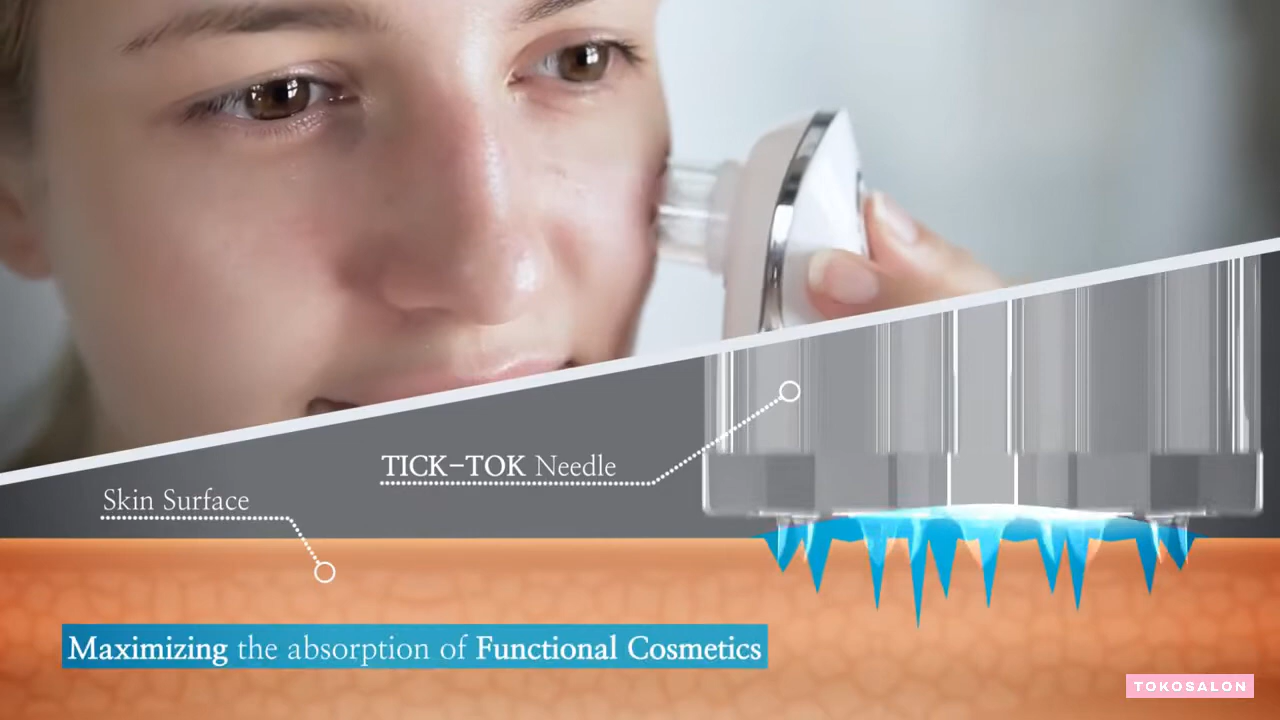 TICK-TOK Needle
Skin Surface
Maximizing the absorption of Functional Cosmetics
TOKOSALON